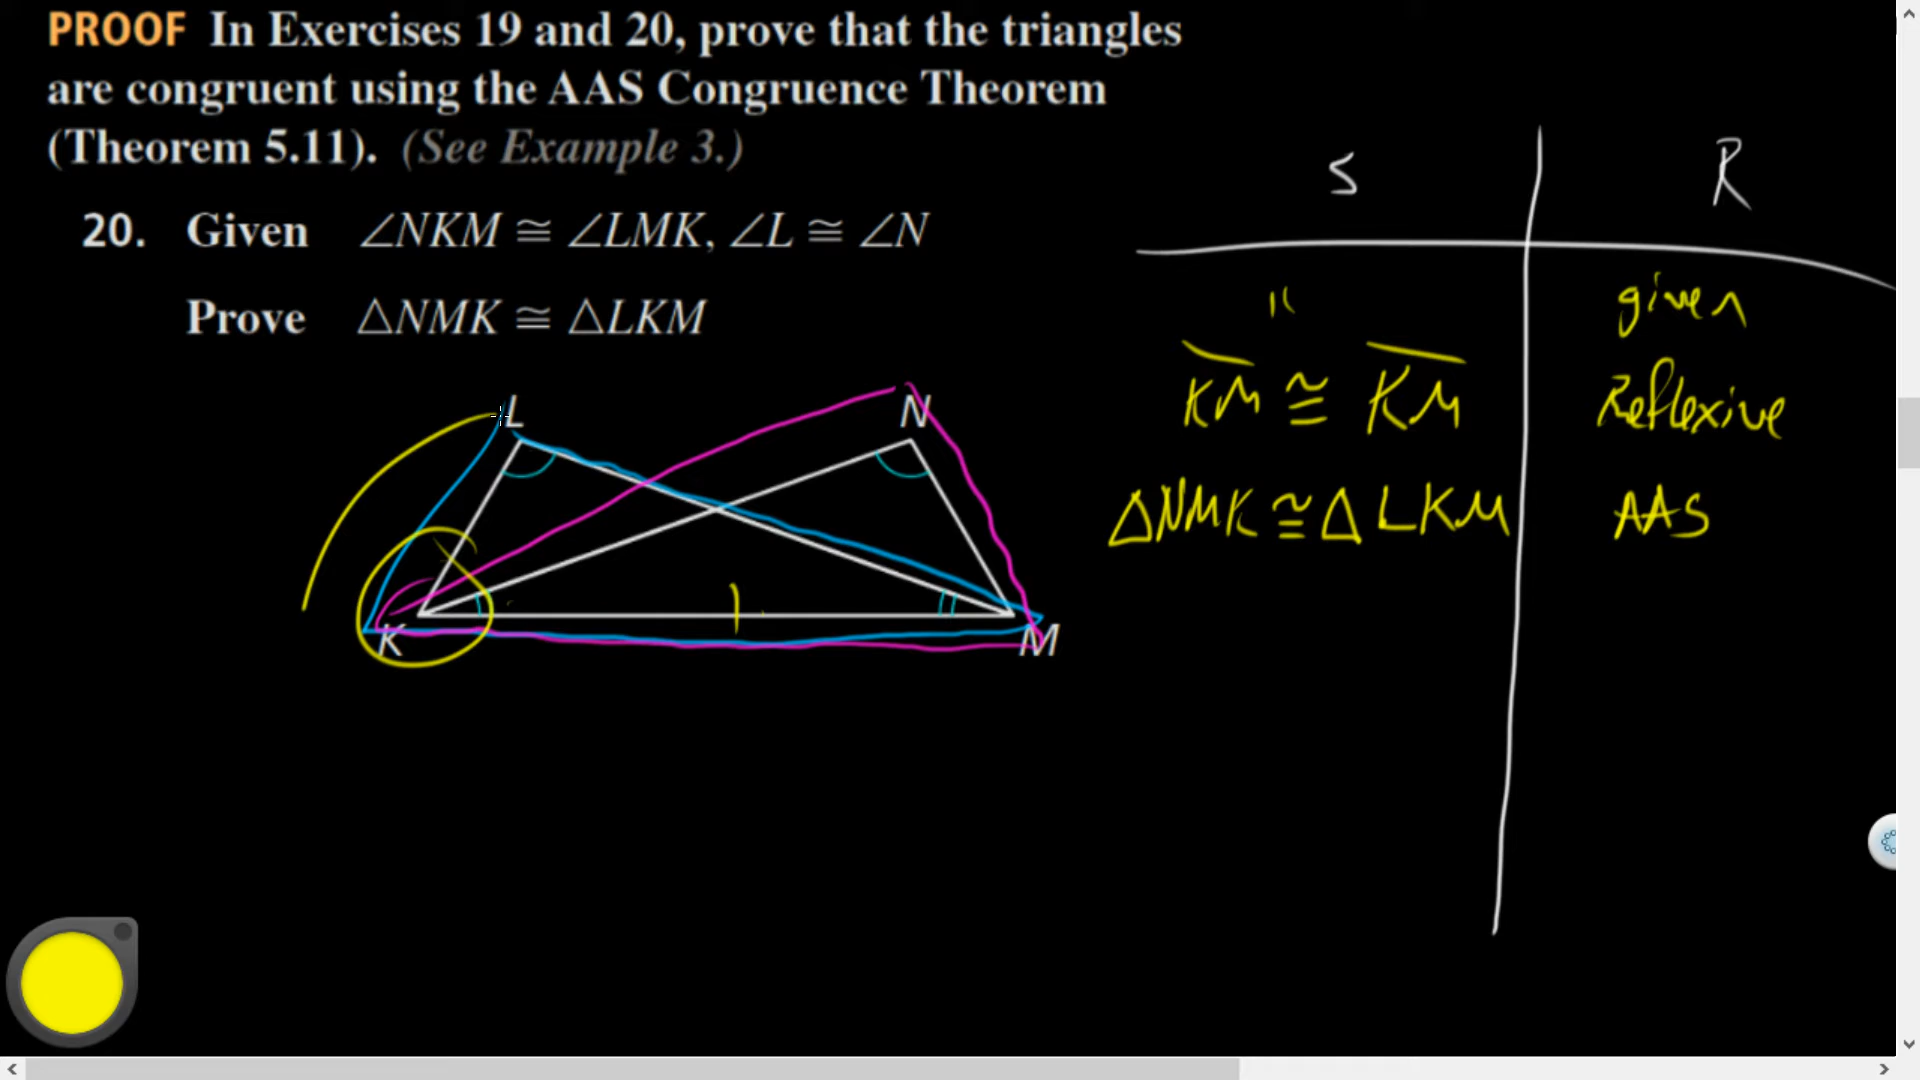 PROOF In Exercises 19 and 20, prove that the triangles
are congruent using the AAS Congruence Theorem
(Theorem 5.11). (See Example 3.)
20. Given ∠NKM ≅ ∠LMK, ∠L ≅ ∠N
Prove △NMK ≅ △LKM
L
N
K
M
S R
" given
KM ≅ KM Reflexive
△NMK ≅ △LKM AAS